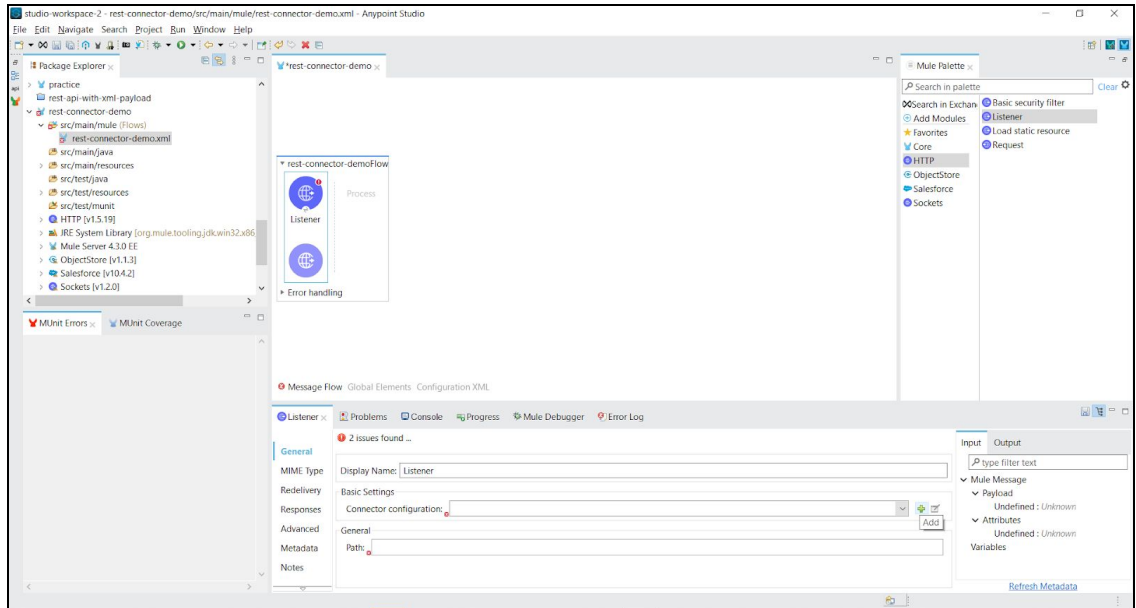 studio-workspace-2 - rest-connector-demo/src/main/mule/rest-connector-demo.xml - Anypoint Studio
File Edit Navigate Search Project Run Window Help
Package Explorer
practice
rest-api-with-xml-payload
rest-connector-demo
src/main/mule (Flows)
rest-connector-demo.xml
src/main/java
src/main/resources
src/test/java
src/test/resources
src/test/munit
HTTP [v1.5.19]
JRE System Library [org.mule.tooling.jdk.win32.x86
Mule Server 4.3.0 EE
ObjectStore [v1.1.3]
Salesforce [v10.4.2]
Sockets [v1.2.0]
api
MUnit Errors
MUnit Coverage
*rest-connector-demo
rest-connector-demoFlow
Listener
Process
Error handling
Message Flow Global Elements Configuration XML
Mule Palette
Search in palette
Clear
Search in Exchan
Add Modules
Favorites
Core
HTTP
ObjectStore
Salesforce
Sockets
Basic security filter
Listener
Load static resource
Request
Listener Problems Console Progress Mule Debugger Error Log
General
MIME Type
Redelivery
Responses
Advanced
Metadata
Notes
2 issues found ...
Display Name: Listener
Basic Settings
Connector configuration:
Add
General
Path:
Input Output
type filter text
Mule Message
Payload
Undefined : Unknown
Attributes
Undefined : Unknown
Variables
Refresh Metadata